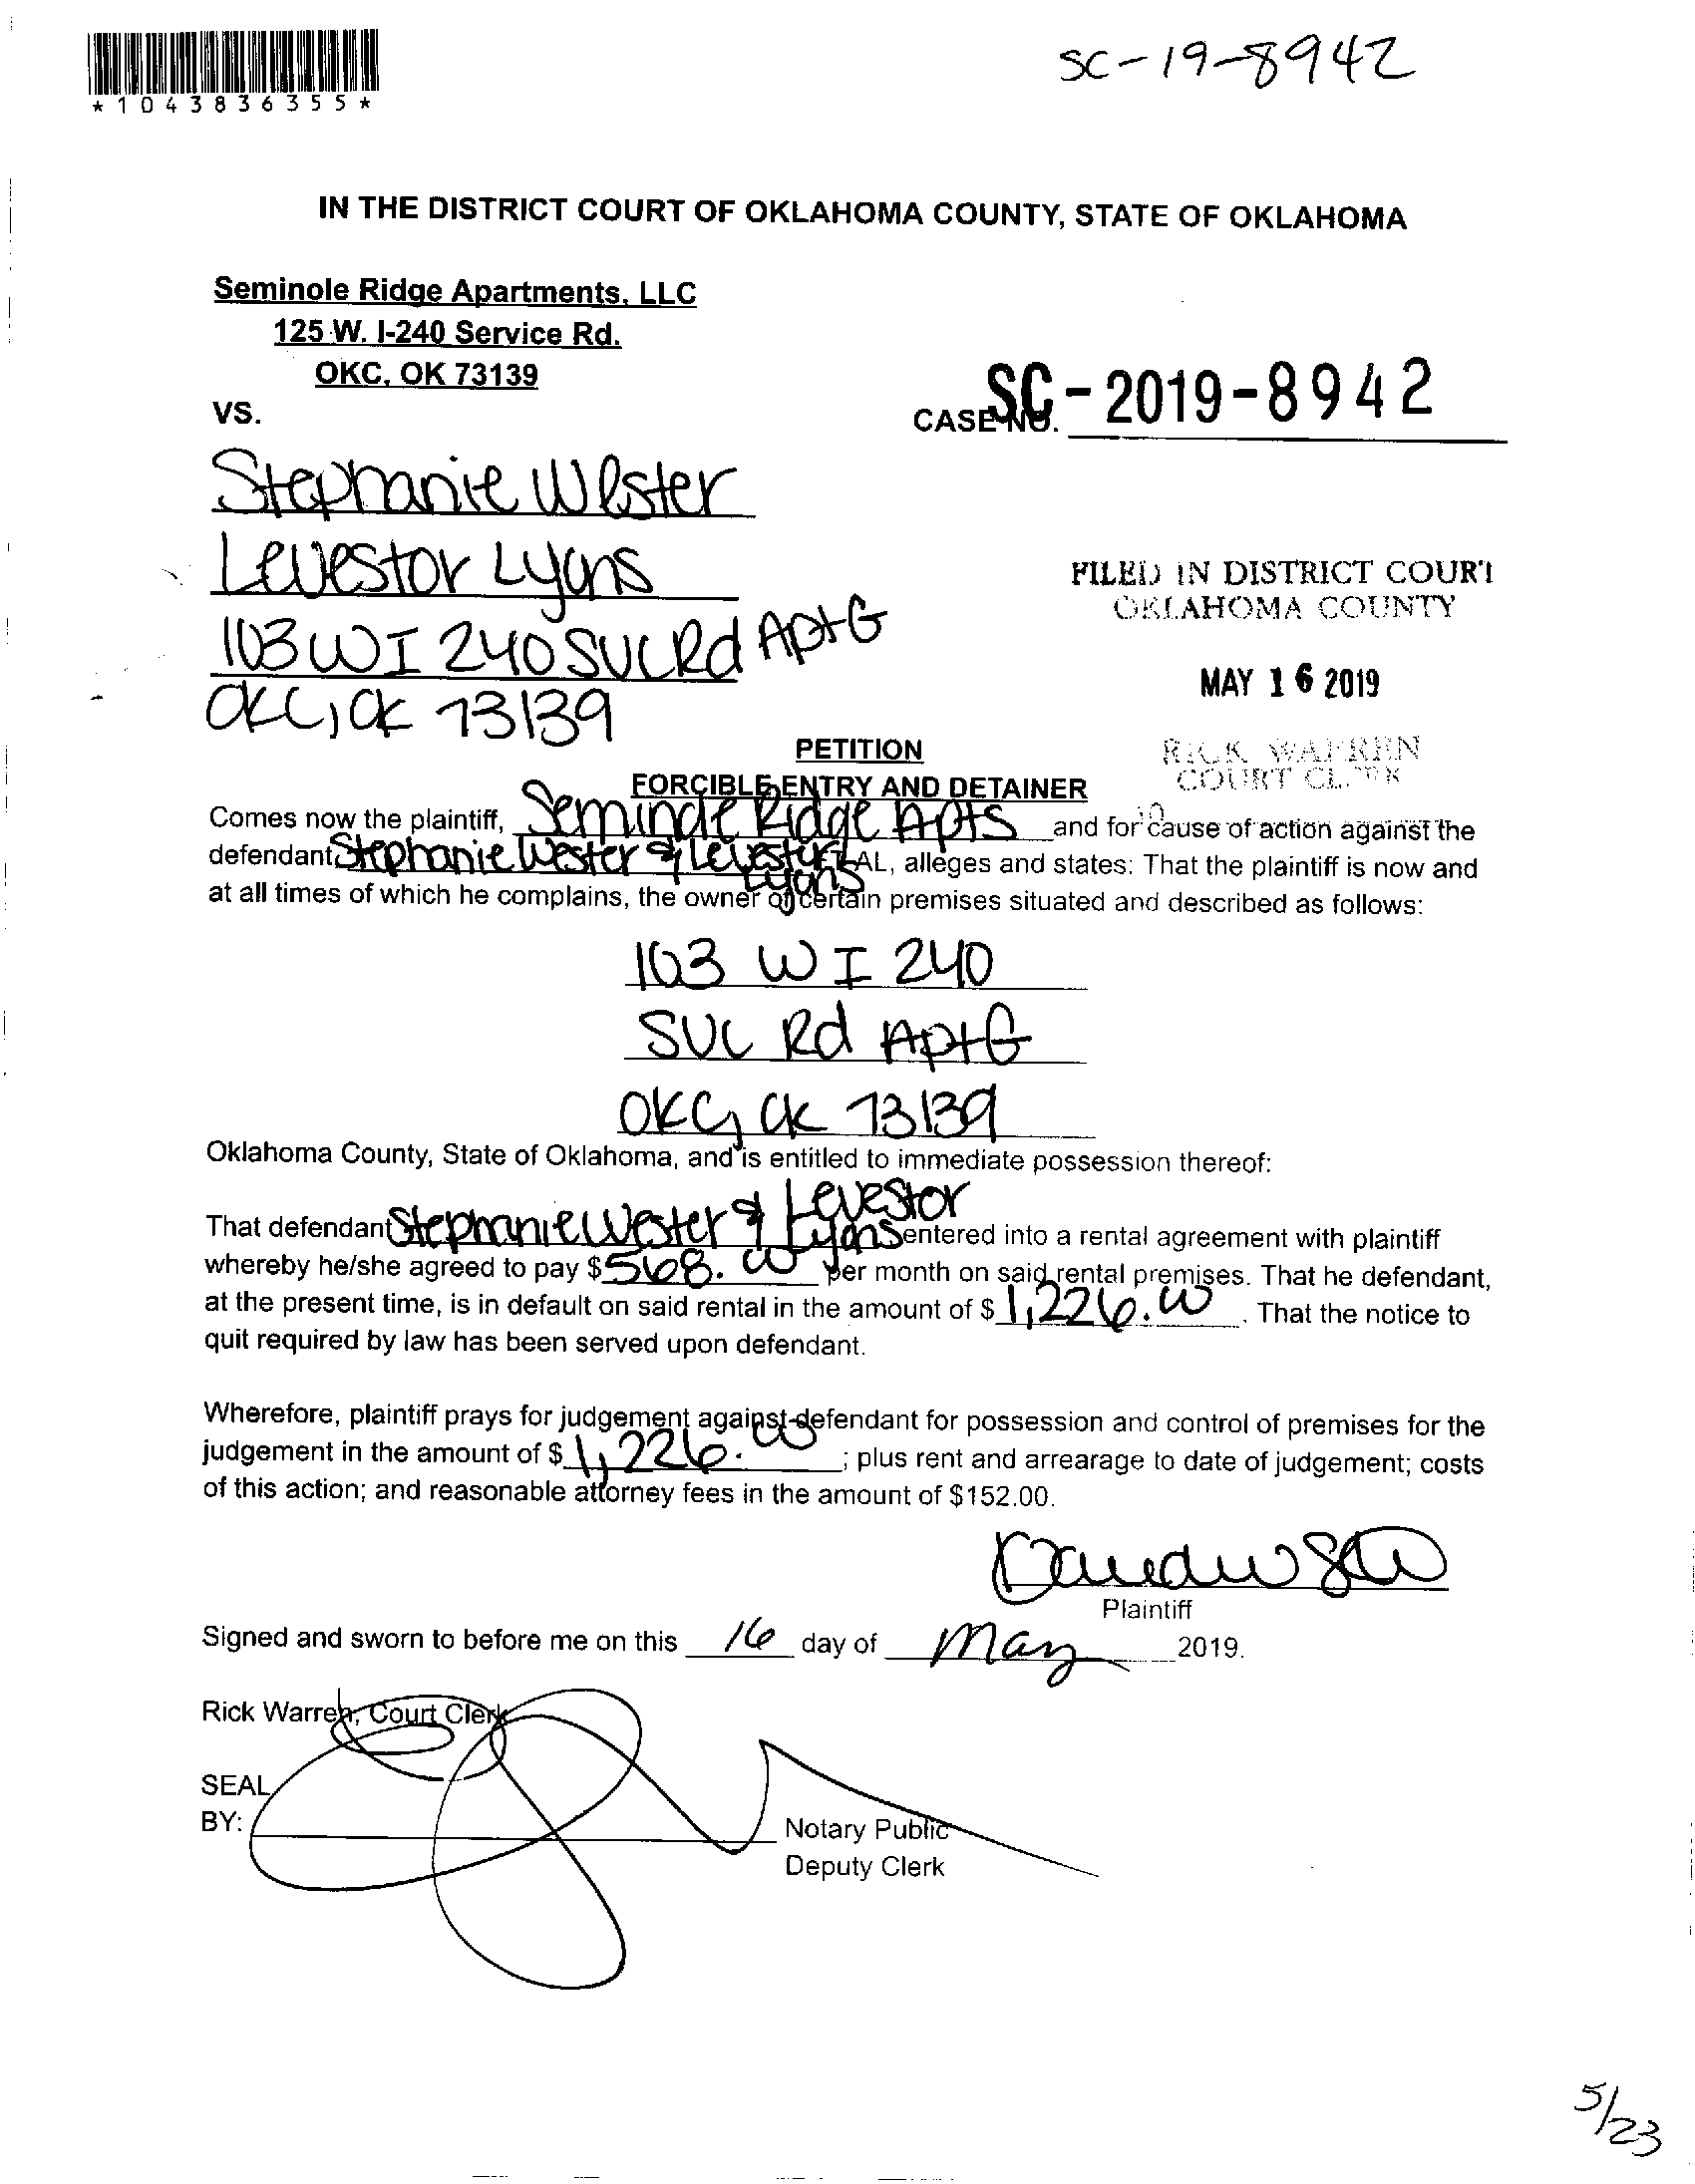 SC-19-8942
*1043836355*
IN THE DISTRICT COURT OF OKLAHOMA COUNTY, STATE OF OKLAHOMA
Seminole Ridge Apartments, LLC
125 W. I-240 Service Rd.
OKC, OK 73139
VS.
CASE NO. SC-2019-8942
Stephanie Wester
Levestor Lyons
103 W I 240 SVC Rd Apt G
OKC, OK 73139
FILED IN DISTRICT COURT
OKLAHOMA COUNTY
MAY 16 2019
RICK WARREN
COURT CLERK
PETITION
FORCIBLE ENTRY AND DETAINER
Comes now the plaintiff, Seminole Ridge Apts and for cause of action against the
defendant, Stephanie Wester & Levestor Lyons ET AL, alleges and states: That the plaintiff is now and
at all times of which he complains, the owner of certain premises situated and described as follows:
103 W I 240
SVC Rd Apt G
OKC, OK 73139
Oklahoma County, State of Oklahoma, and is entitled to immediate possession thereof:
That defendant Stephanie Wester & Levestor Lyons entered into a rental agreement with plaintiff
whereby he/she agreed to pay $ 568.00 per month on said rental premises. That he defendant,
at the present time, is in default on said rental in the amount of $ 1,226.00. That the notice to
quit required by law has been served upon defendant.
Wherefore, plaintiff prays for judgement against defendant for possession and control of premises for the
judgement in the amount of $ 1,226.00; plus rent and arrearage to date of judgement; costs
of this action; and reasonable attorney fees in the amount of $152.00.
Plaintiff
Signed and sworn to before me on this 16 day of May 2019.
Rick Warren, Court Clerk
SEAL
BY:
Notary Public
Deputy Clerk
5/23